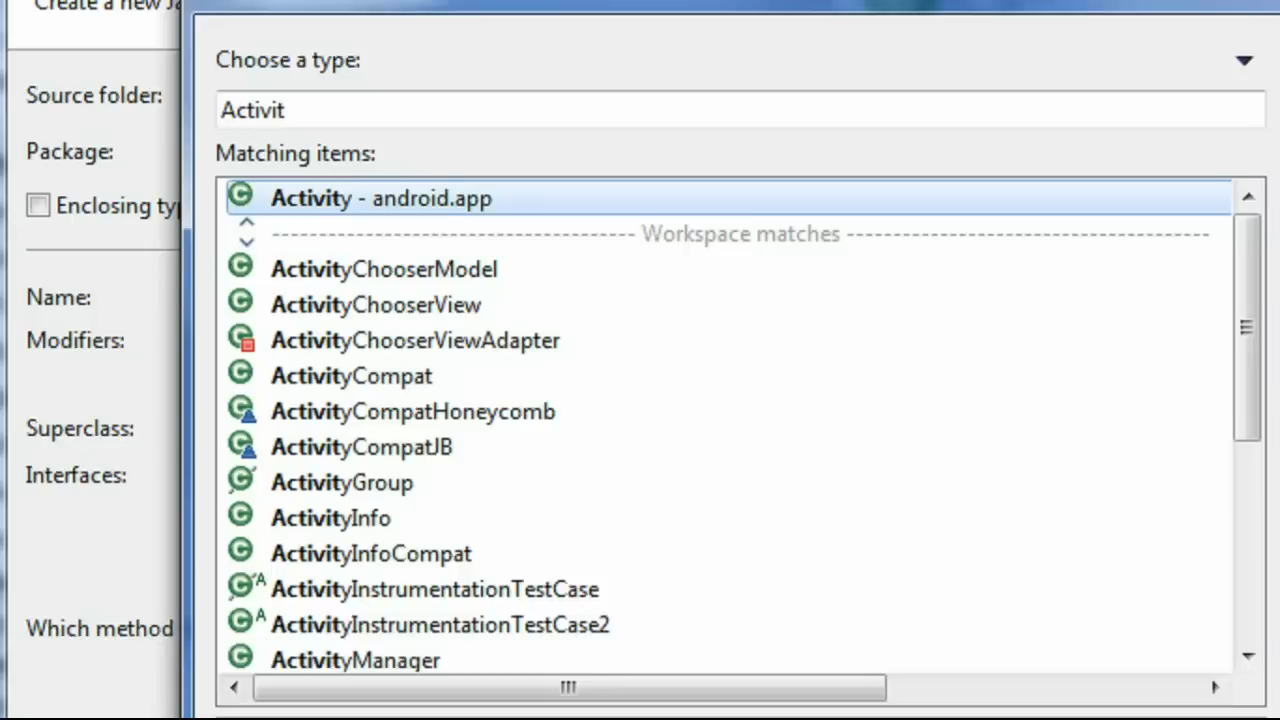 Create a new Ja
Choose a type:
Source folder:
Activit
Package:
Matching items:
Activity - android.app
Enclosing typ
Workspace matches
ActivityChooserModel
Name:
ActivityChooserView
Modifiers:
ActivityChooserViewAdapter
ActivityCompat
ActivityCompatHoneycomb
Superclass:
ActivityCompatJB
Interfaces:
ActivityGroup
ActivityInfo
ActivityInfoCompat
ActivityInstrumentationTestCase
ActivityInstrumentationTestCase2
Which method
ActivityManager